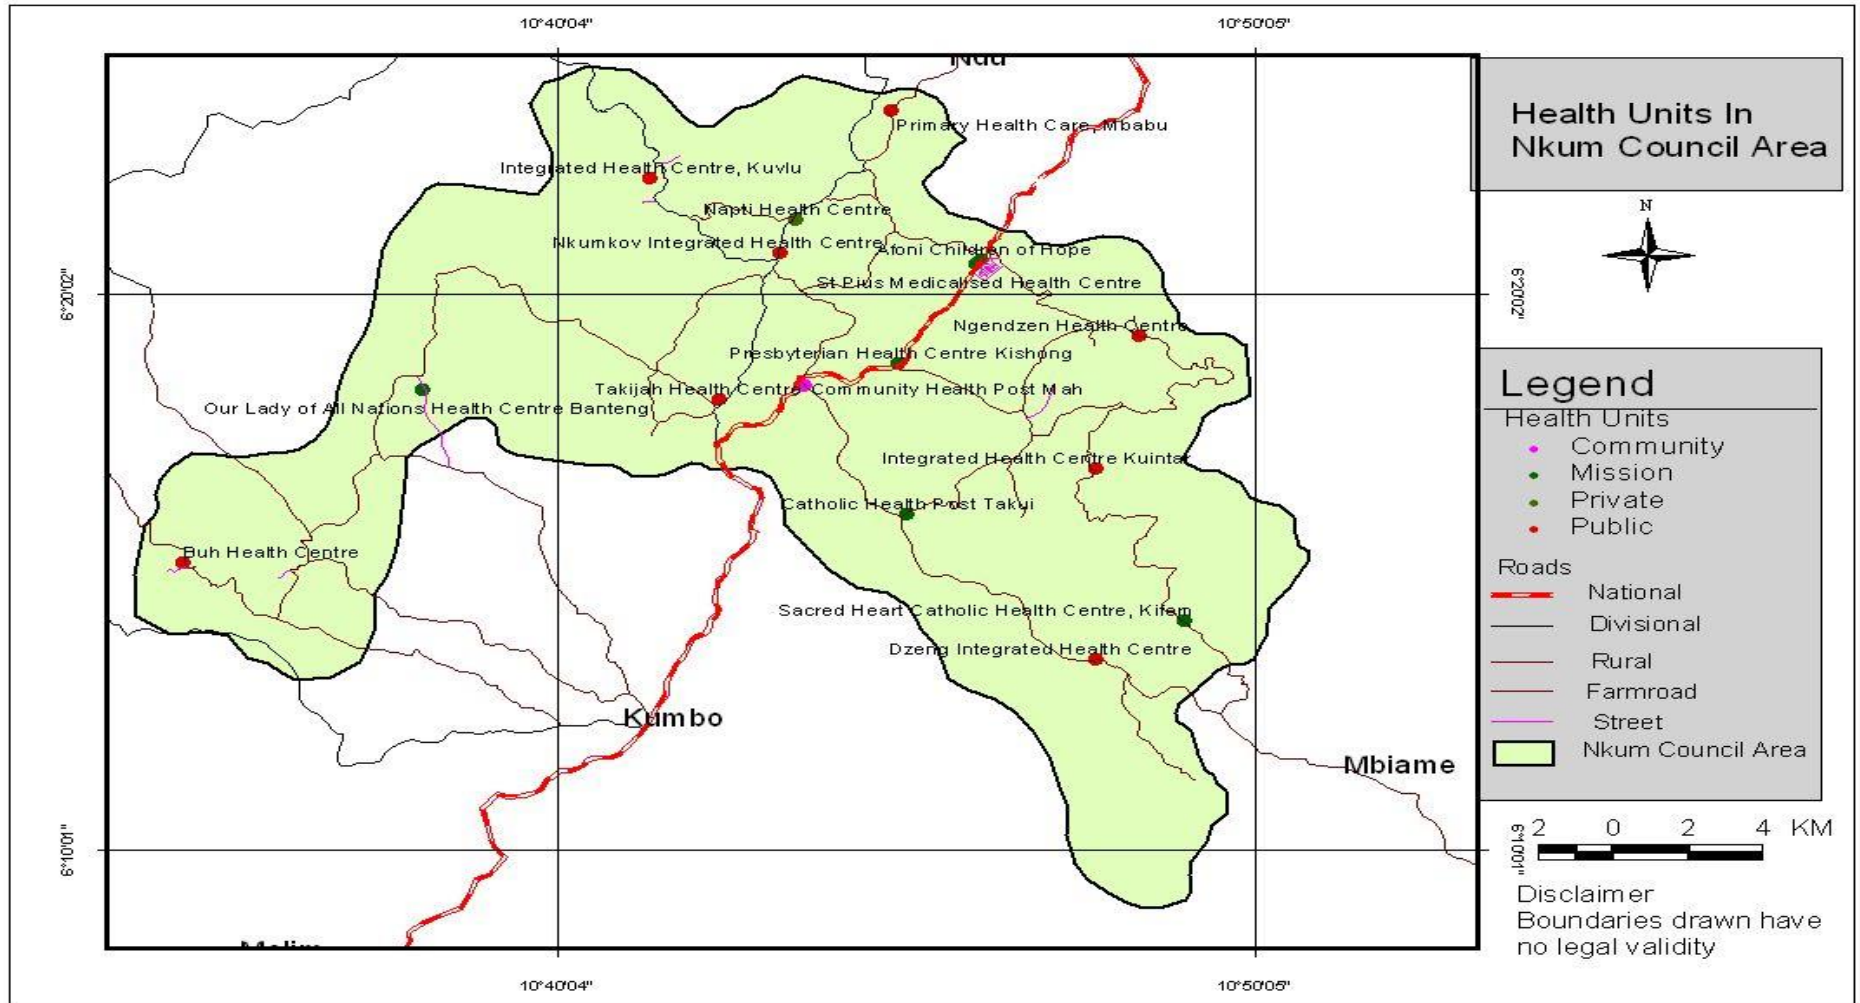 10°40'04" 10°50'05"
Primary Health Care, Mbabu
Integrated Health Centre, Kuvlu
Napti Health Centre
Nkumkov Integrated Health Centre
Afoni Children of Hope
St Pius Medicalised Health Centre
6°20'02" 6°20'02"
Ngendzen Health Centre
Presbyterian Health Centre Kishong
Takijah Health Centre Community Health Post Mah
Our Lady of All Nations Health Centre Banteng
Integrated Health Centre Kuintar
Catholic Health Post Takui
Buh Health Centre
Sacred Heart Catholic Health Centre, Kifem
Dzeng Integrated Health Centre
Kumbo
Mbiame
6°10'01" 6°10'01"
10°40'04" 10°50'05"
Health Units In
Nkum Council Area
N
Legend
Health Units
Community
Mission
Private
Public
Roads
National
Divisional
Rural
Farmroad
Street
Nkum Council Area
2 0 2 4 KM
Disclaimer
Boundaries drawn have
no legal validity